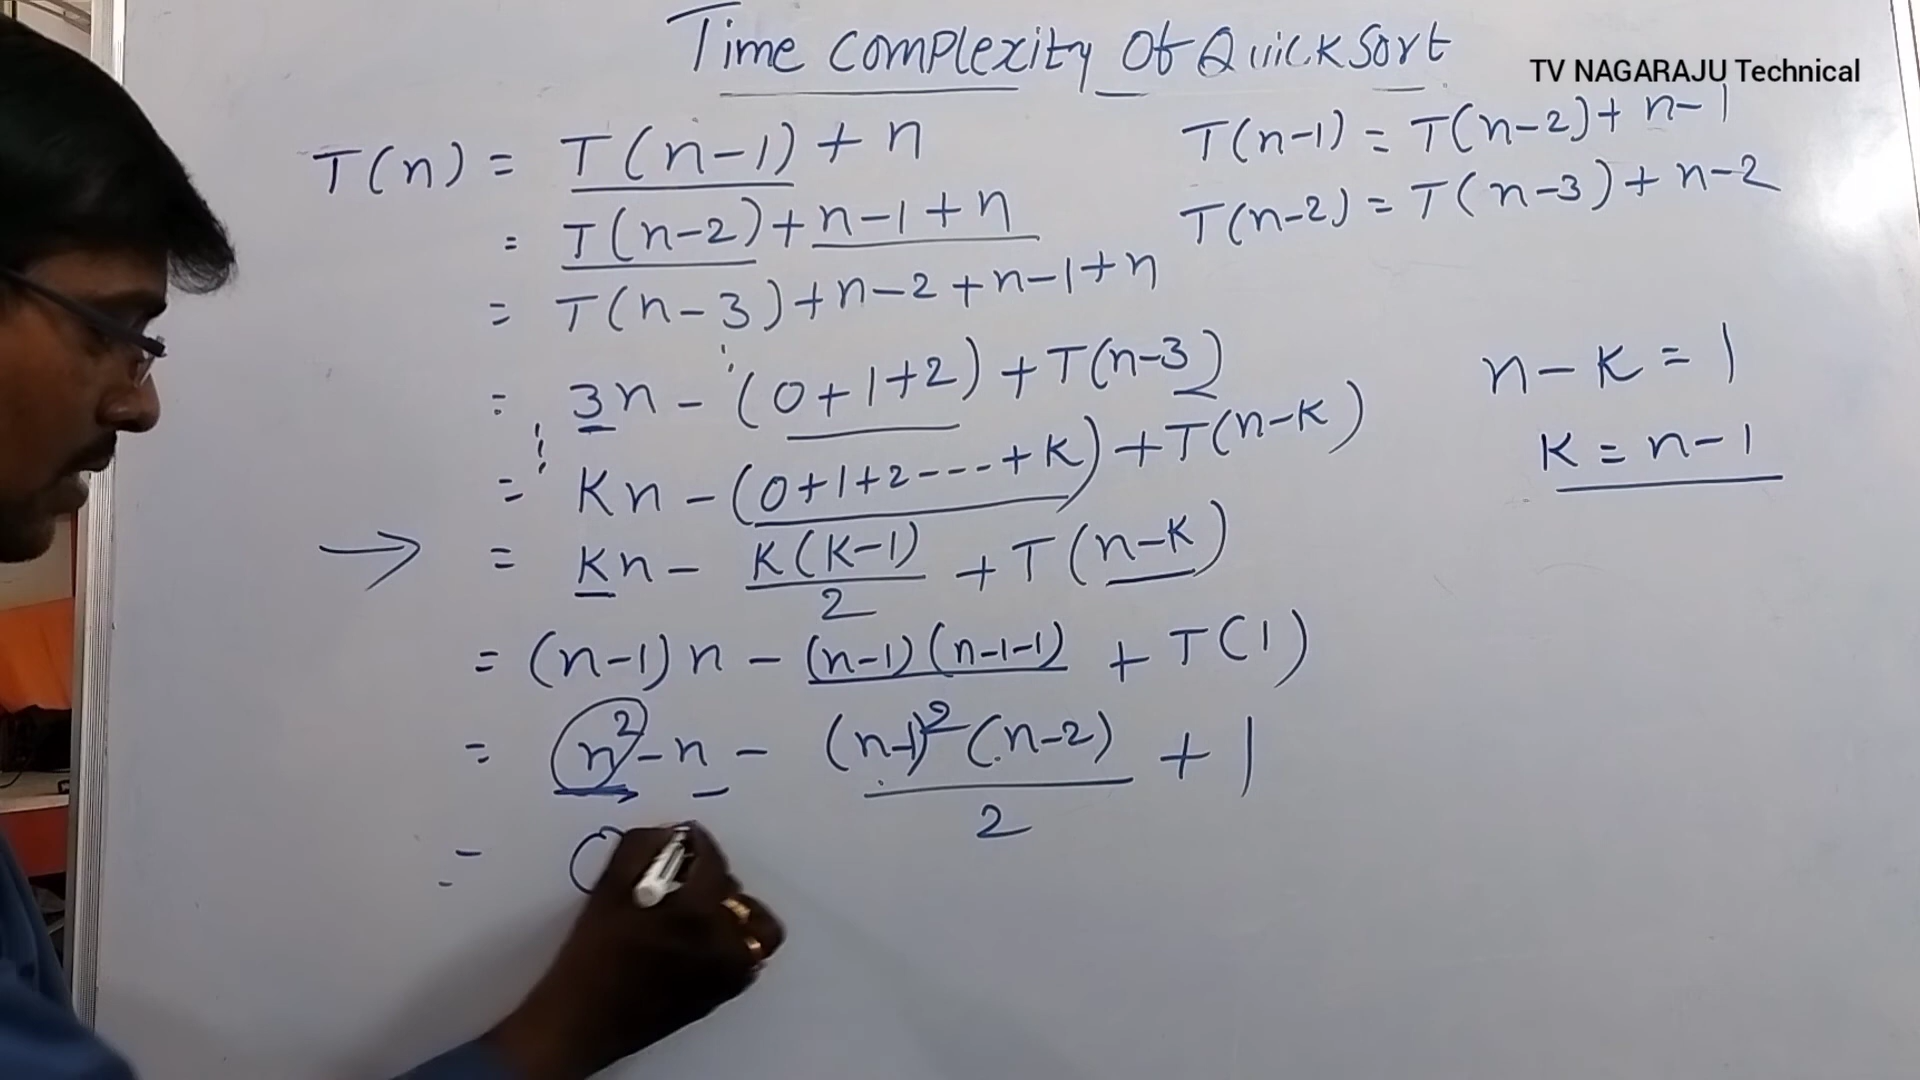 Time Complexity Of Quick Sort
TV NAGARAJU Technical
T(n) = T(n-1) + n
= T(n-2) + n-1+n
= T(n-3)+n-2+n-1+n
= 3n - (0+1+2) + T(n-3)
= Kn - (0+1+2---+K) + T(n-K)
→ = Kn - K(K-1)/2 + T(n-K)
= (n-1)n - (n-1)(n-1-1) + T(1)
= n²-n - (n-1)²(n-2)/2 + 1
=
T(n-1) = T(n-2)+n-1
T(n-2) = T(n-3)+n-2
n-K=1
K=n-1